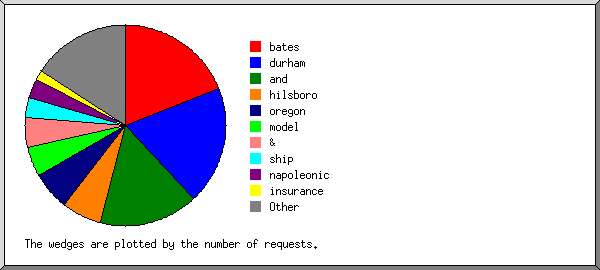 bates
durham
and
hilsboro
oregon
model
&
ship
napoleonic
insurance
Other
The wedges are plotted by the number of requests.